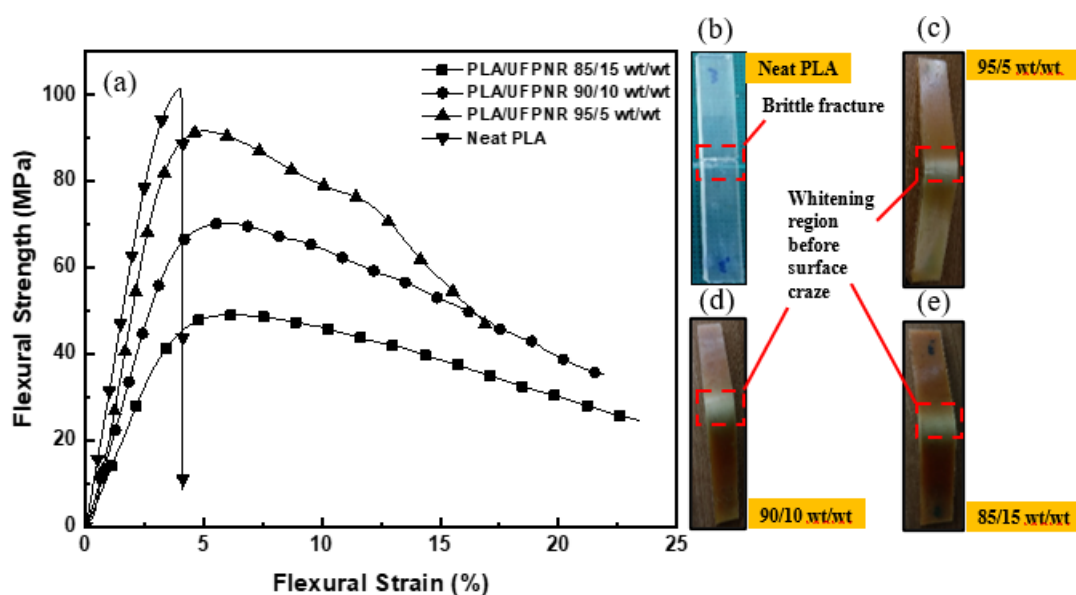 (a)
PLA/UFPNR 85/15 wt/wt
PLA/UFPNR 90/10 wt/wt
PLA/UFPNR 95/5 wt/wt
Neat PLA
Flexural Strength (MPa)
100
80
60
40
20
0
0
5
10
15
20
25
Flexural Strain (%)
(b)
Neat PLA
Brittle fracture
(c)
95/5 wt/wt
Whitening
region
before
surface
craze
(d)
90/10 wt/wt
(e)
85/15 wt/wt